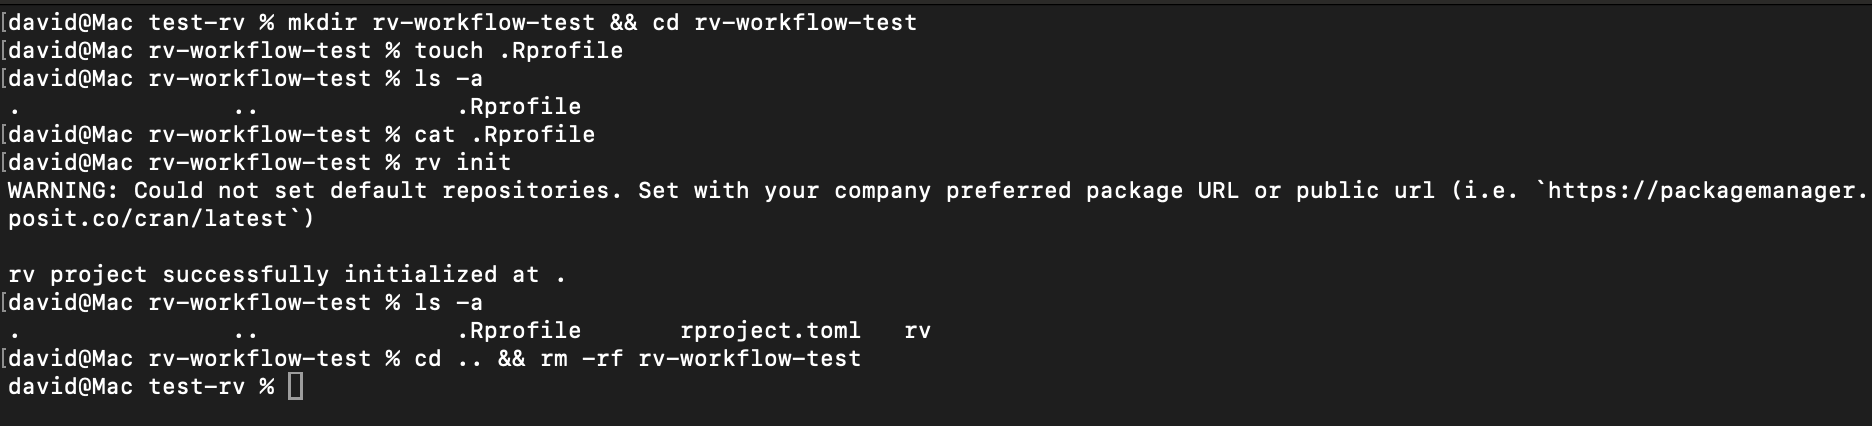 [david@Mac test-rv % mkdir rv-workflow-test && cd rv-workflow-test
[david@Mac rv-workflow-test % touch .Rprofile
[david@Mac rv-workflow-test % ls -a
. .. .Rprofile
[david@Mac rv-workflow-test % cat .Rprofile
[david@Mac rv-workflow-test % rv init
WARNING: Could not set default repositories. Set with your company preferred package URL or public url (i.e. `https://packagemanager.
posit.co/cran/latest`)
rv project successfully initialized at .
[david@Mac rv-workflow-test % ls -a
. .. .Rprofile rproject.toml rv
[david@Mac rv-workflow-test % cd .. && rm -rf rv-workflow-test
david@Mac test-rv %